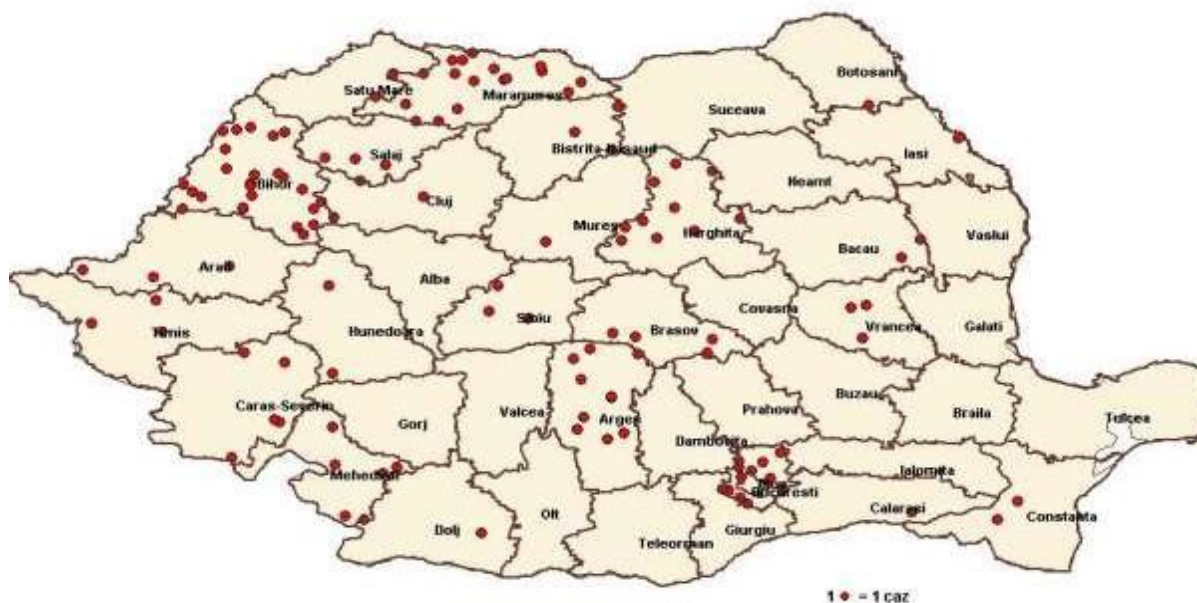 Botosani
Satu Mare
Maramures
Suceava
Salaj
Bistrita-Nasaud
Iasi
Bihor
Cluj
Neamt
Mures
Harghita
Bacau
Vaslui
Arad
Alba
Covasna
Timis
Hunedoara
Sibiu
Brasov
Vrancea
Galati
Caras-Severin
Gorj
Valcea
Arges
Prahova
Buzau
Braila
Tulcea
Dambovita
Mehedinti
Ialomita
Bucuresti
Olt
Calarasi
Constanta
Dolj
Teleorman
Giurgiu
1 = 1 caz